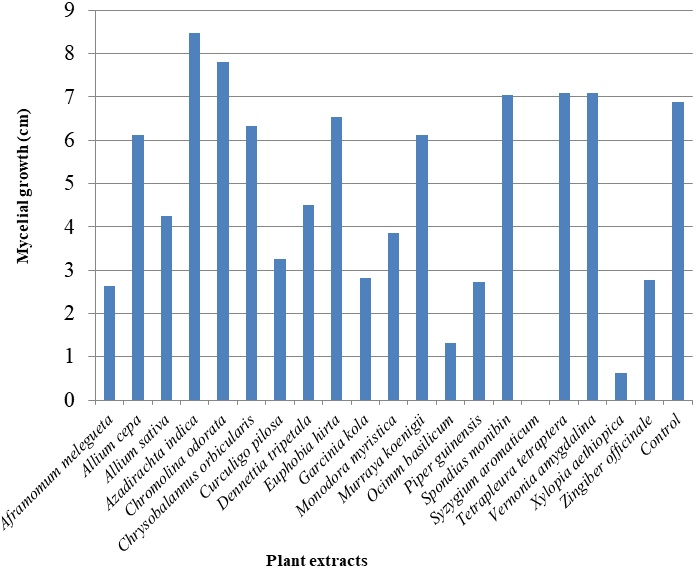 9
8
7
6
5
4
3
2
1
0
Mycelial growth (cm)
Aframomum melegueta
Allium cepa
Allium sativa
Azadirachta indica
Chromolina odorata
Chrysobalannus orbicularis
Curculigo pilosa
Dennettia tripetala
Euphobia hirta
Garcinia kola
Monodora myristica
Murraya koenigii
Ocimm basilicum
Piper guinensis
Spondias monibin
Syzygium aromaticum
Tetrapleura tetraptera
Vernonia amygdalina
Xylopia aethiopica
Zingiber officinale
Control
Plant extracts